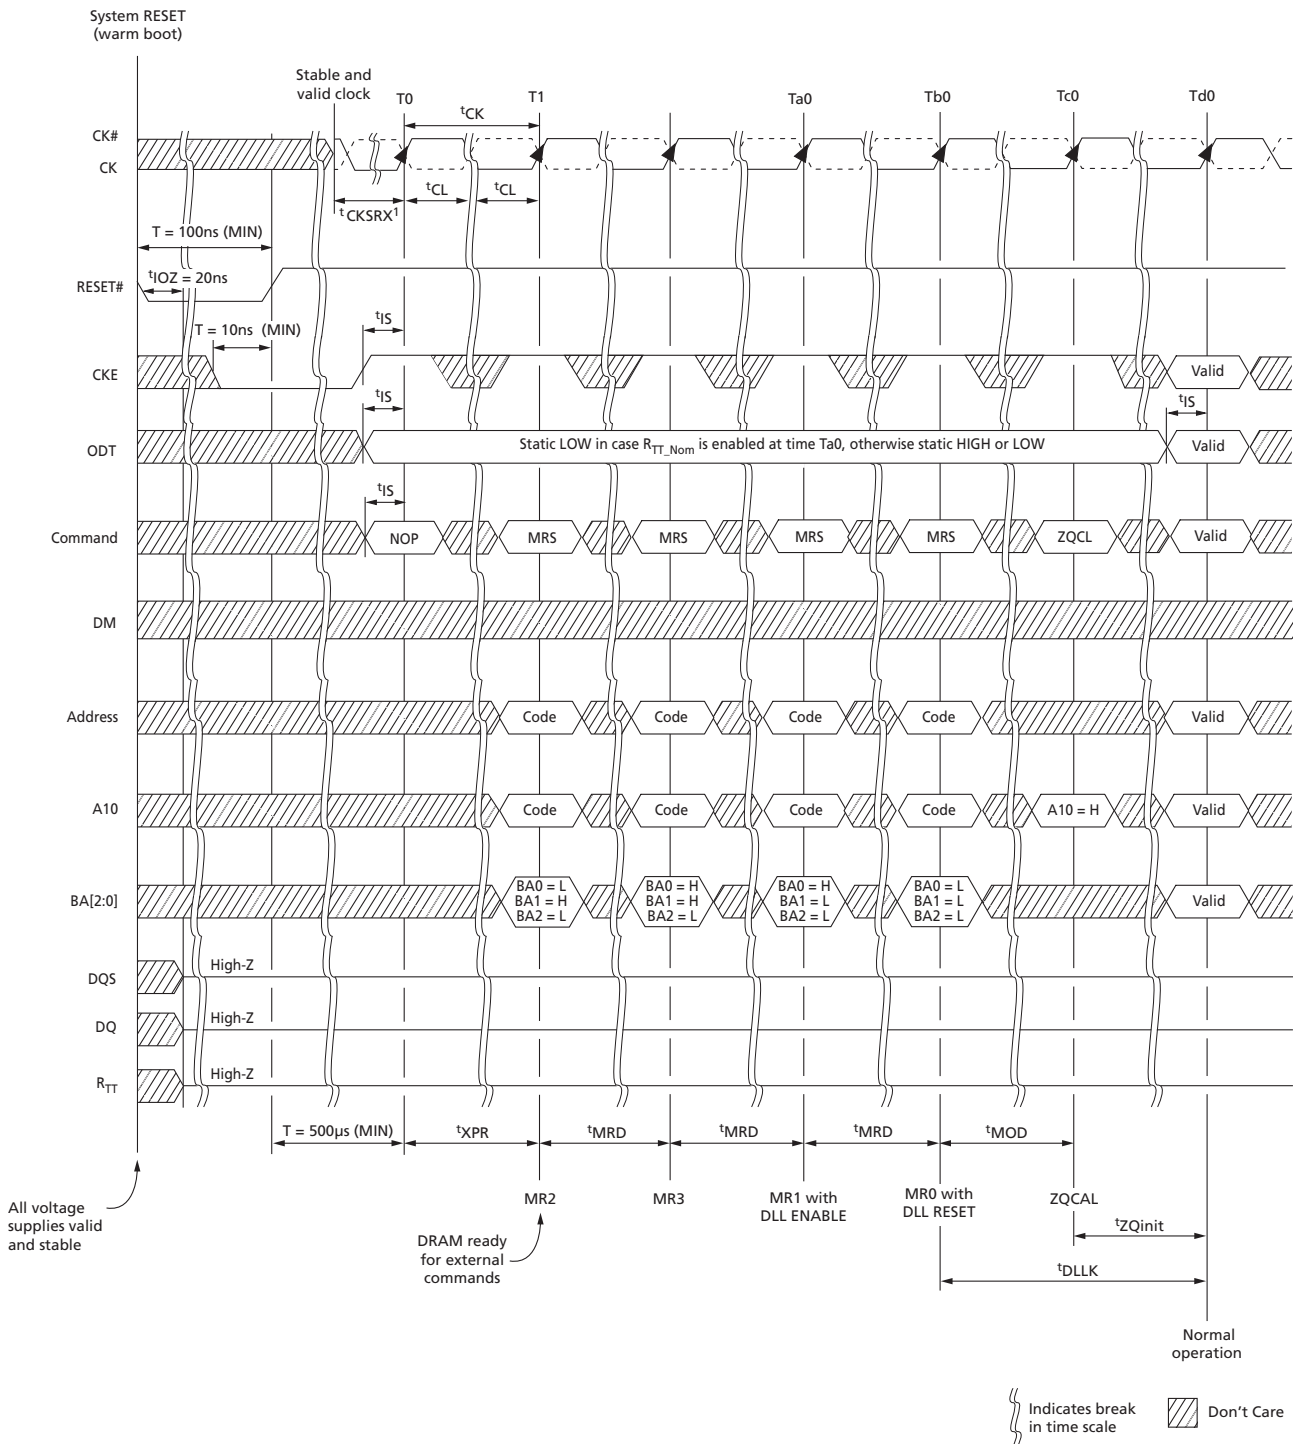 System RESET
(warm boot)
Stable and
valid clock
T0
T1
Ta0
Tb0
Tc0
Td0
tCK
CK#
CK
tCL
tCL
tCKSRX1
T = 100ns (MIN)
tIOZ = 20ns
RESET#
T = 10ns (MIN)
tIS
CKE
Valid
tIS
tIS
ODT
Static LOW in case RTT_Nom is enabled at time Ta0, otherwise static HIGH or LOW
Valid
tIS
Command
NOP
MRS
MRS
MRS
MRS
ZQCL
Valid
DM
Address
Code
Code
Code
Code
Valid
A10
Code
Code
Code
Code
A10 = H
Valid
BA[2:0]
BA0 = L
BA1 = H
BA2 = L
BA0 = H
BA1 = H
BA2 = L
BA0 = H
BA1 = L
BA2 = L
BA0 = L
BA1 = L
BA2 = L
Valid
DQS
High-Z
DQ
High-Z
RTT
High-Z
T = 500µs (MIN)
tXPR
tMRD
tMRD
tMRD
tMOD
All voltage
supplies valid
and stable
MR2
MR3
MR1 with
DLL ENABLE
MR0 with
DLL RESET
ZQCAL
DRAM ready
for external
commands
tZQinit
tDLLK
Normal
operation
Indicates break
in time scale
Don't Care